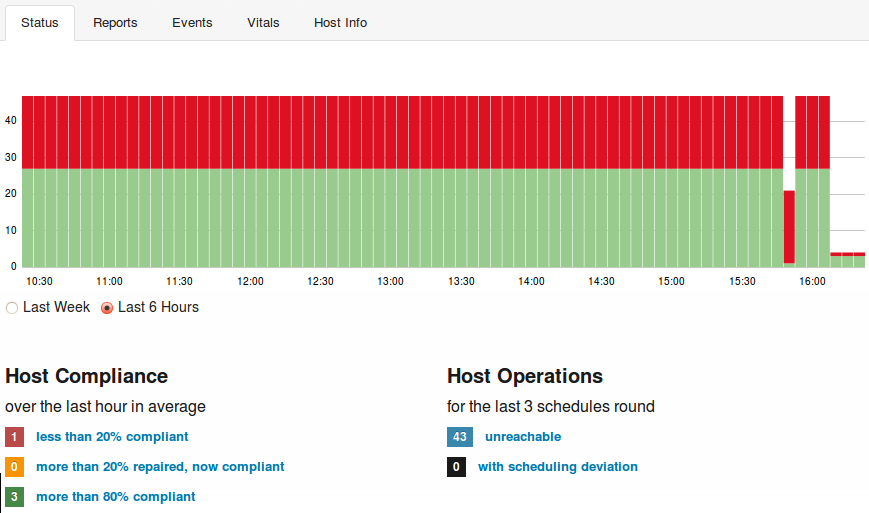 Status Reports Events Vitals Host Info
40
30
20
10
0
10:30 11:00 11:30 12:00 12:30 13:00 13:30 14:00 14:30 15:00 15:30 16:00
Last Week Last 6 Hours
Host Compliance
over the last hour in average
1 less than 20% compliant
0 more than 20% repaired, now compliant
3 more than 80% compliant
Host Operations
for the last 3 schedules round
43 unreachable
0 with scheduling deviation